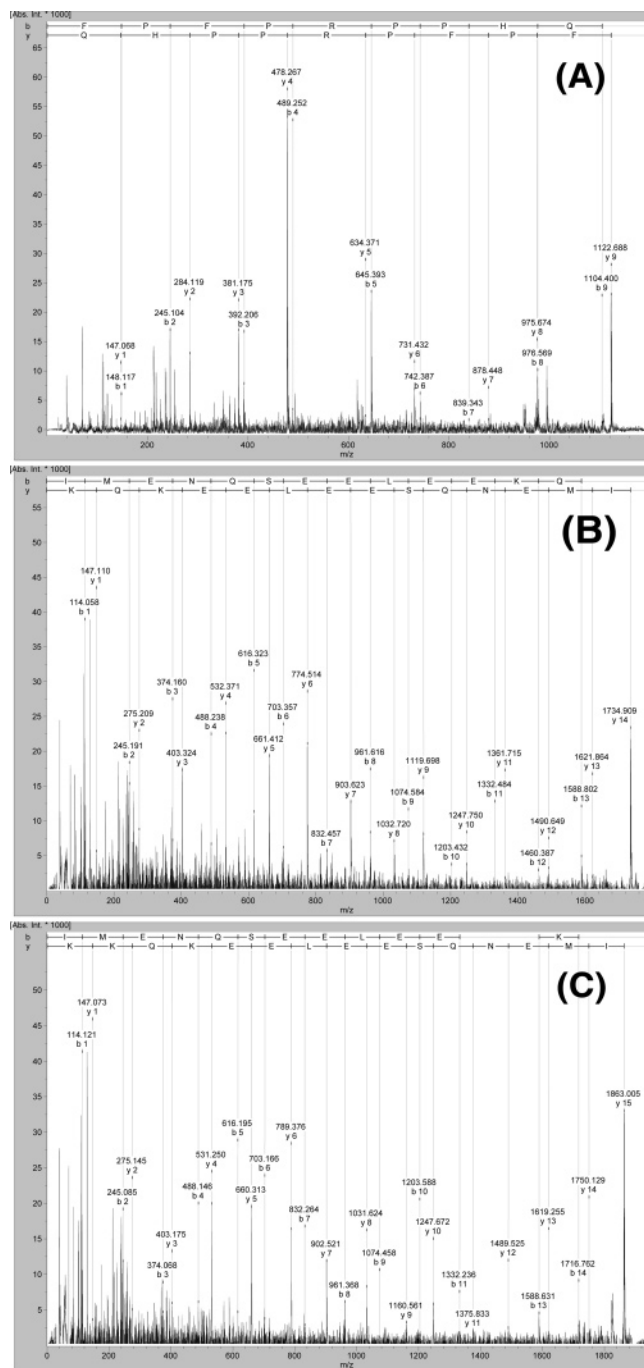 [Abs. Int. * 1000]
b F P F P R P P H Q
y Q H P P R P F P F
(A)
65
60
55
50
45
40
35
30
25
20
15
10
5
0
478.267
y 4
489.252
b 4
634.371
y 5
645.393
b 5
1122.688
y 9
1104.400
b 9
284.119
y 2
381.175
y 3
245.104
b 2
392.206
b 3
975.674
y 8
976.569
b 8
147.068
y 1
148.117
b 1
731.432
y 6
742.387
b 6
878.448
y 7
839.343
b 7
200 400 600 800 1000
m/z
[Abs. Int. * 1000]
b I M E N Q S E E L E E K Q
y K Q K E E L E E S Q N E M I
(B)
55
50
45
40
35
30
25
20
15
10
5
147.110
y 1
114.058
b 1
616.323
b 5
774.514
y 6
374.160
b 3
532.371
y 4
703.357
b 6
275.209
y 2
488.238
b 4
1734.909
y 14
245.191
b 2
403.324
y 3
661.412
y 5
961.616
b 8
1119.698
y 9
1361.715
y 11
1621.864
y 13
903.623
y 7
1074.584
b 9
1332.484
b 11
1588.802
b 13
832.457
b 7
1032.720
y 8
1247.750
y 10
1490.649
y 12
1203.432
b 10
1460.387
b 12
0 200 400 600 800 1000 1200 1400 1600
m/z
[Abs. Int. * 1000]
b I M E N Q S E E L E E K
y K K Q K E E L E E S Q N E M I
(C)
50
45
40
35
30
25
20
15
10
5
147.073
y 1
114.121
b 1
1863.005
y 15
616.195
b 5
789.376
y 6
275.145
y 2
531.250
y 4
703.166
b 6
1750.129
y 14
245.085
b 2
488.146
b 4
660.313
y 5
1203.588
b 10
403.175
y 3
832.264
b 7
1031.624
y 8
1247.672
y 10
1619.255
y 13
374.068
b 3
902.521
y 7
1074.458
b 9
1489.525
y 12
1716.762
b 14
961.368
b 8
1332.236
b 11
1160.561
y 9
1375.833
y 11
1588.631
b 13
0 200 400 600 800 1000 1200 1400 1600 1800
m/z